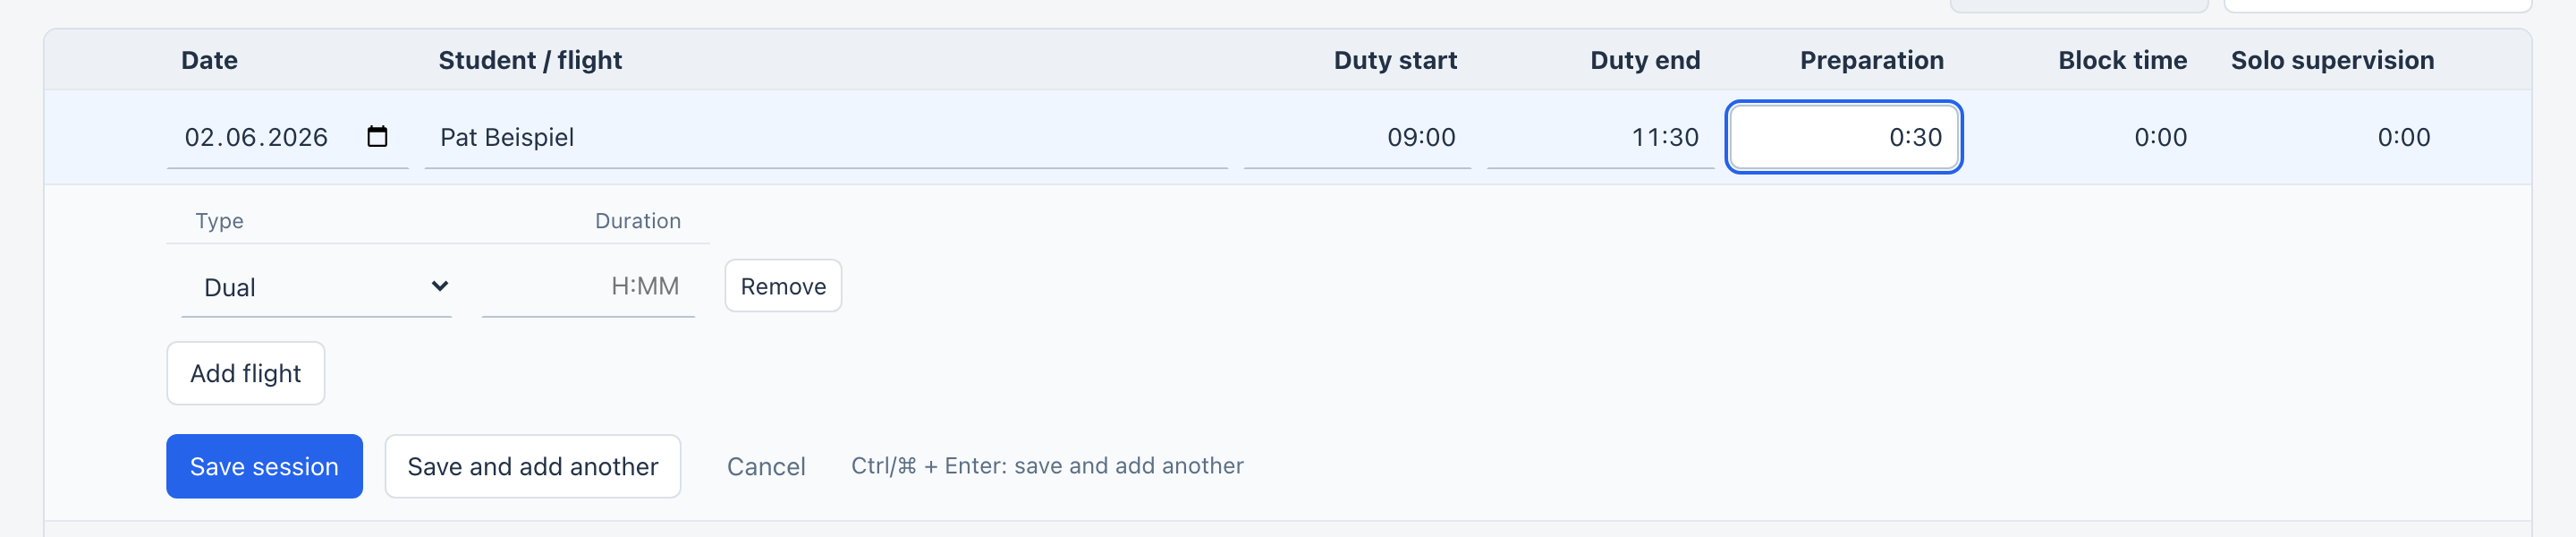 Date Student / flight Duty start Duty end Preparation Block time Solo supervision
02.06.2026 Pat Beispiel 09:00 11:30 0:30 0:00 0:00
Type Duration
Dual H:MM Remove
Add flight
Save session Save and add another Cancel Ctrl/⌘ + Enter: save and add another